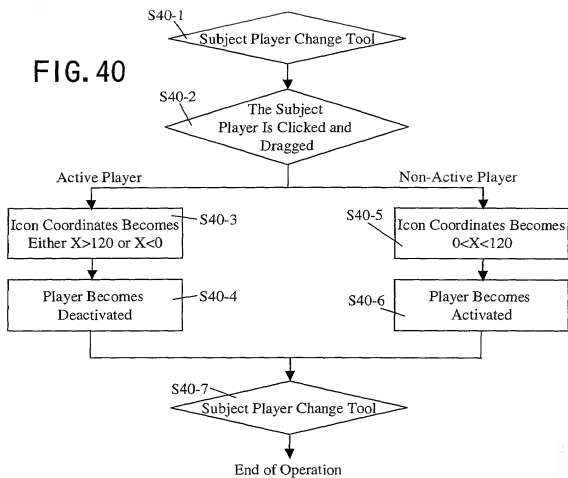 S40-1
Subject Player Change Tool
FIG. 40
S40-2
The Subject
Player Is Clicked and
Dragged
Active Player
Non-Active Player
Icon Coordinates Becomes
Either X>120 or X<0
S40-3
S40-5
Icon Coordinates Becomes
0<X<120
Player Becomes
Deactivated
S40-4
S40-6
Player Becomes
Activated
S40-7
Subject Player Change Tool
End of Operation